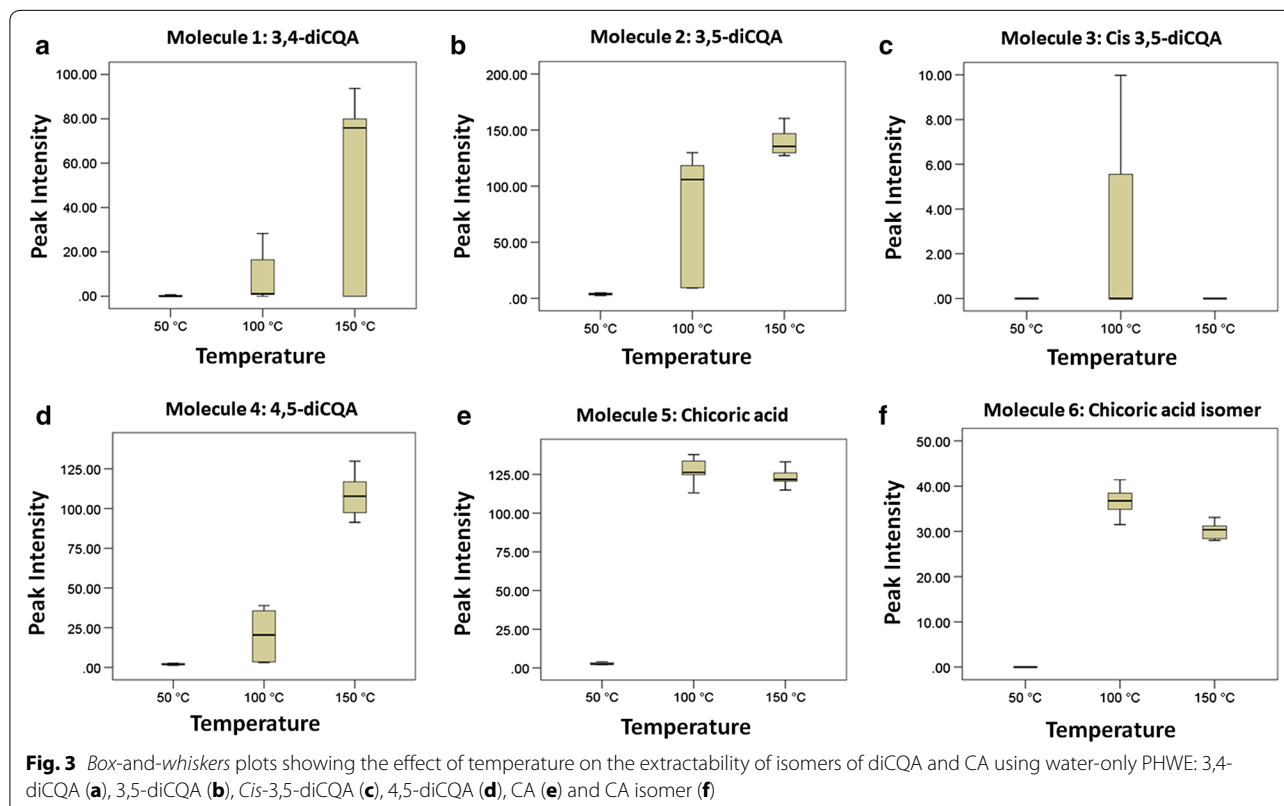 a
Molecule 1: 3,4-diCQA
Peak Intensity
100.00
80.00
60.00
40.00
20.00
.00
50 °C
100 °C
150 °C
Temperature
b
Molecule 2: 3,5-diCQA
Peak Intensity
200.00
150.00
100.00
50.00
.00
50 °C
100 °C
150 °C
Temperature
c
Molecule 3: Cis 3,5-diCQA
Peak Intensity
10.00
8.00
6.00
4.00
2.00
.00
50 °C
100 °C
150 °C
Temperature
d
Molecule 4: 4,5-diCQA
Peak Intensity
125.00
100.00
75.00
50.00
25.00
.00
50 °C
100 °C
150 °C
Temperature
e
Molecule 5: Chicoric acid
Peak Intensity
125.00
100.00
75.00
50.00
25.00
.00
50 °C
100 °C
150 °C
Temperature
f
Molecule 6: Chicoric acid isomer
Peak Intensity
50.00
40.00
30.00
20.00
10.00
.00
50 °C
100 °C
150 °C
Temperature
Fig. 3 Box-and-whiskers plots showing the effect of temperature on the extractability of isomers of diCQA and CA using water-only PHWE: 3,4-
diCQA (a), 3,5-diCQA (b), Cis-3,5-diCQA (c), 4,5-diCQA (d), CA (e) and CA isomer (f)